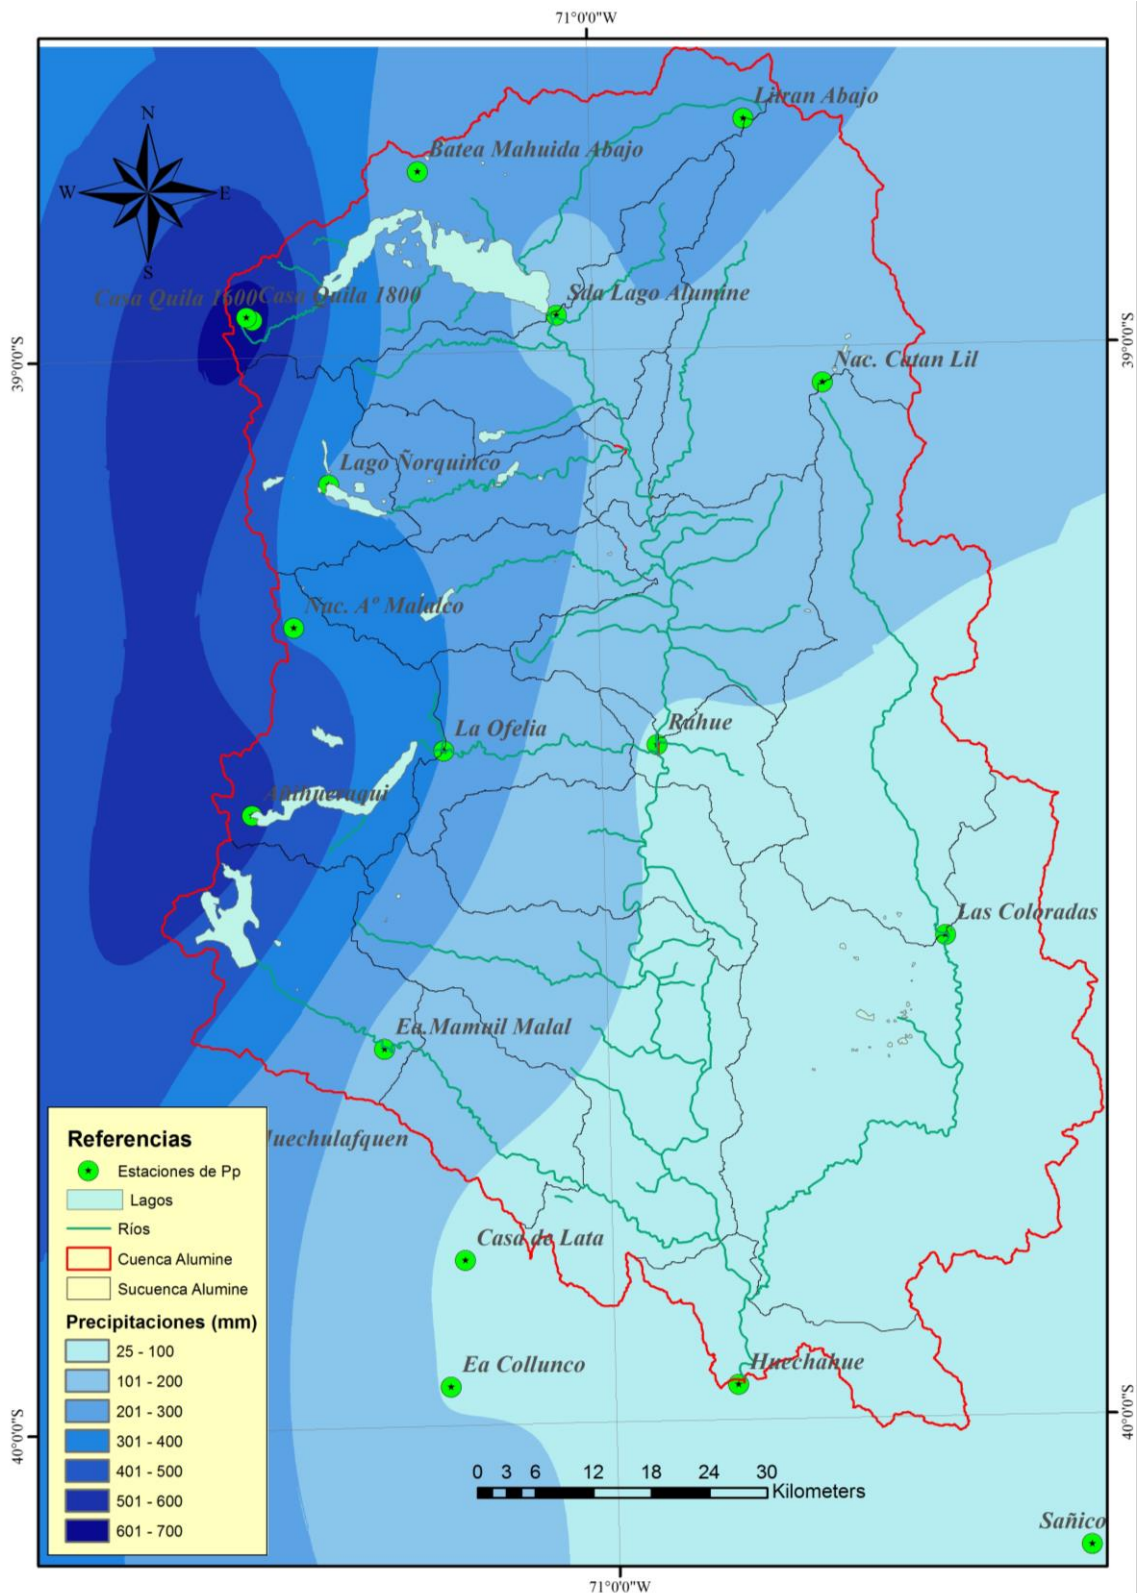 71°0'0"W
Litran Abajo
Batea Mahuida Abajo
N
W
E
S
Casa Quila 1600
Casa Quila 1800
Sda Lago Alumine
39°0'0"S
39°0'0"S
Nac. Catan Lil
Lago Ñorquinco
Nac. Aº Malalco
La Ofelia
Rahue
Añihueraqui
Las Coloradas
Ea.Mamuil Malal
Huechulafquen
Casa de Lata
Ea Collunco
Huechahue
40°0'0"S
40°0'0"S
Referencias
Estaciones de Pp
Lagos
Ríos
Cuenca Alumine
Sucuenca Alumine
Precipitaciones (mm)
25 - 100
101 - 200
201 - 300
301 - 400
401 - 500
501 - 600
601 - 700
0 3 6 12 18 24 30
Kilometers
Sañico
71°0'0"W